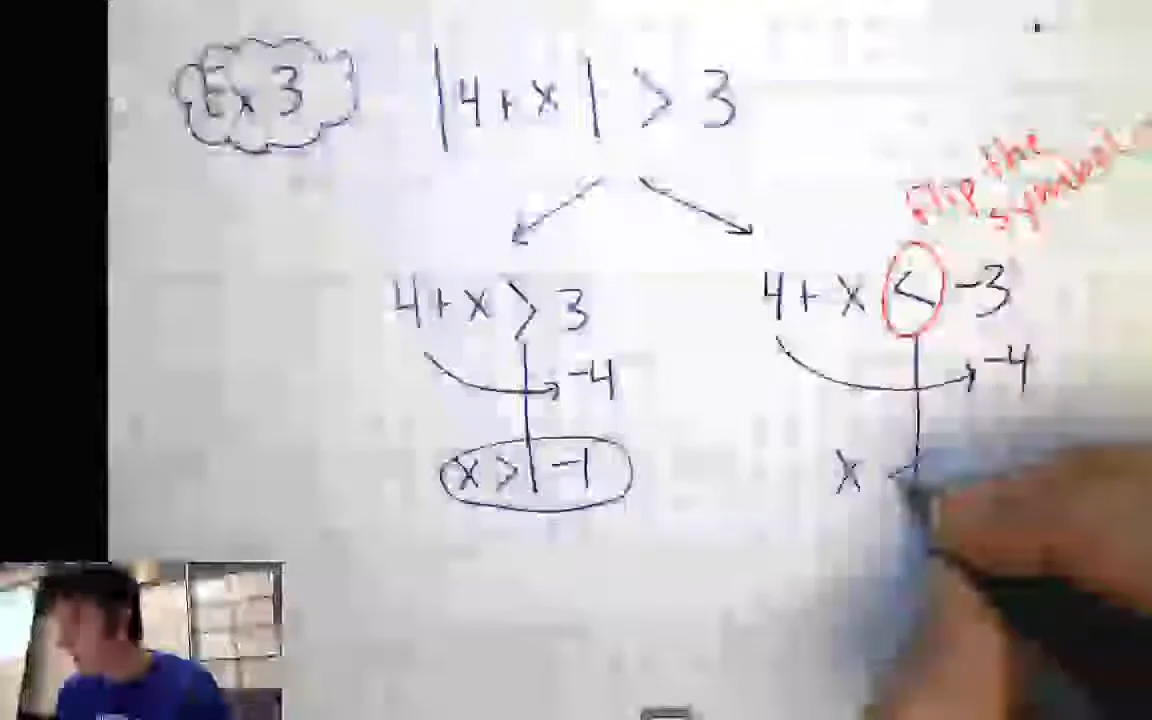 Ex 3 |4+x| > 3
Flip the
symbol
4+x > 3 4+x < -3
-4 -4
x > -1 x <